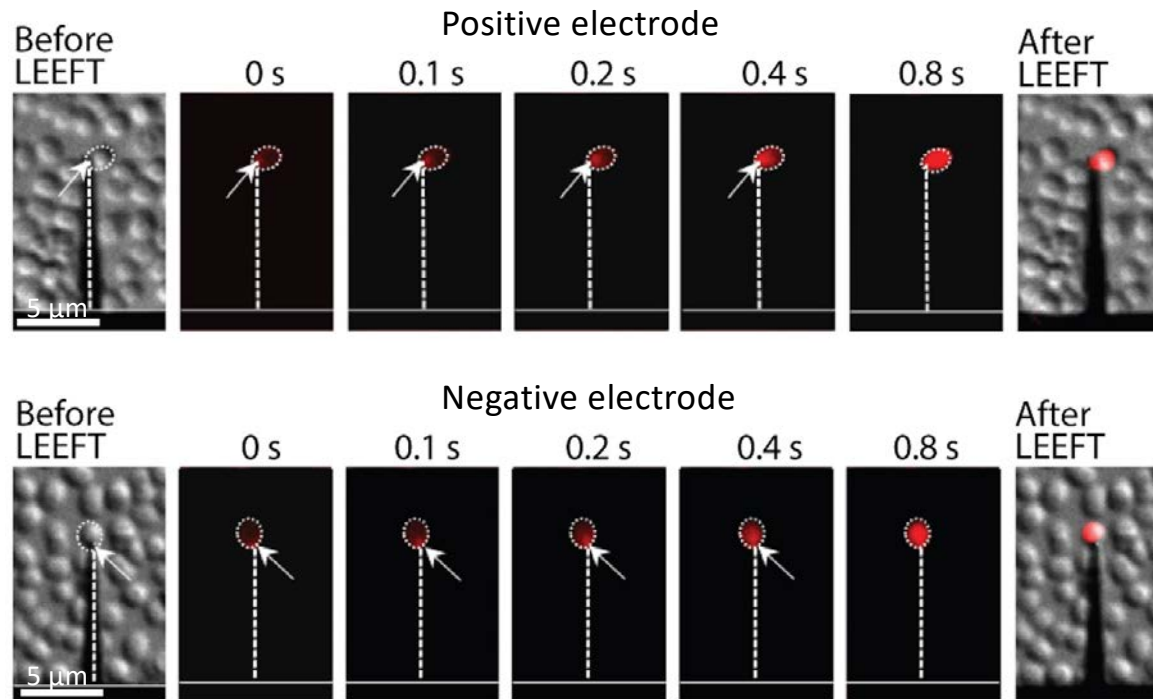 Positive electrode
Before
LEEFT
0 s
0.1 s
0.2 s
0.4 s
0.8 s
After
LEEFT
5 µm
Negative electrode
Before
LEEFT
0 s
0.1 s
0.2 s
0.4 s
0.8 s
After
LEEFT
5 µm